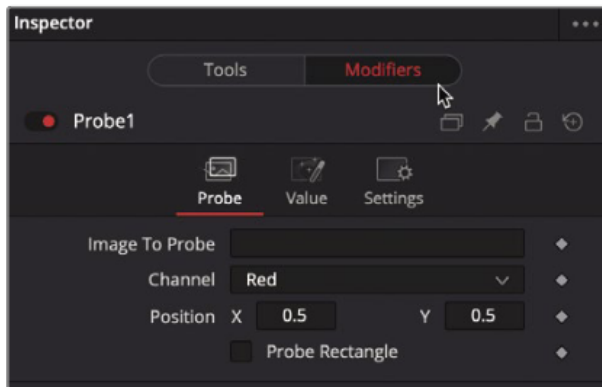 Inspector
Tools Modifiers
Probe1
Probe Value Settings
Image To Probe
Channel Red
Position X 0.5 Y 0.5
Probe Rectangle